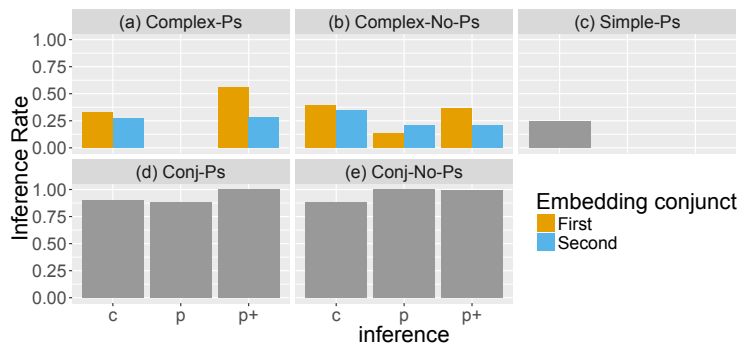 (a) Complex-Ps
(b) Complex-No-Ps
(c) Simple-Ps
1.00
0.75
0.50
0.25
0.00
Inference Rate
(d) Conj-Ps
(e) Conj-No-Ps
1.00
0.75
0.50
0.25
0.00
c p p+
c p p+
inference
Embedding conjunct
First
Second